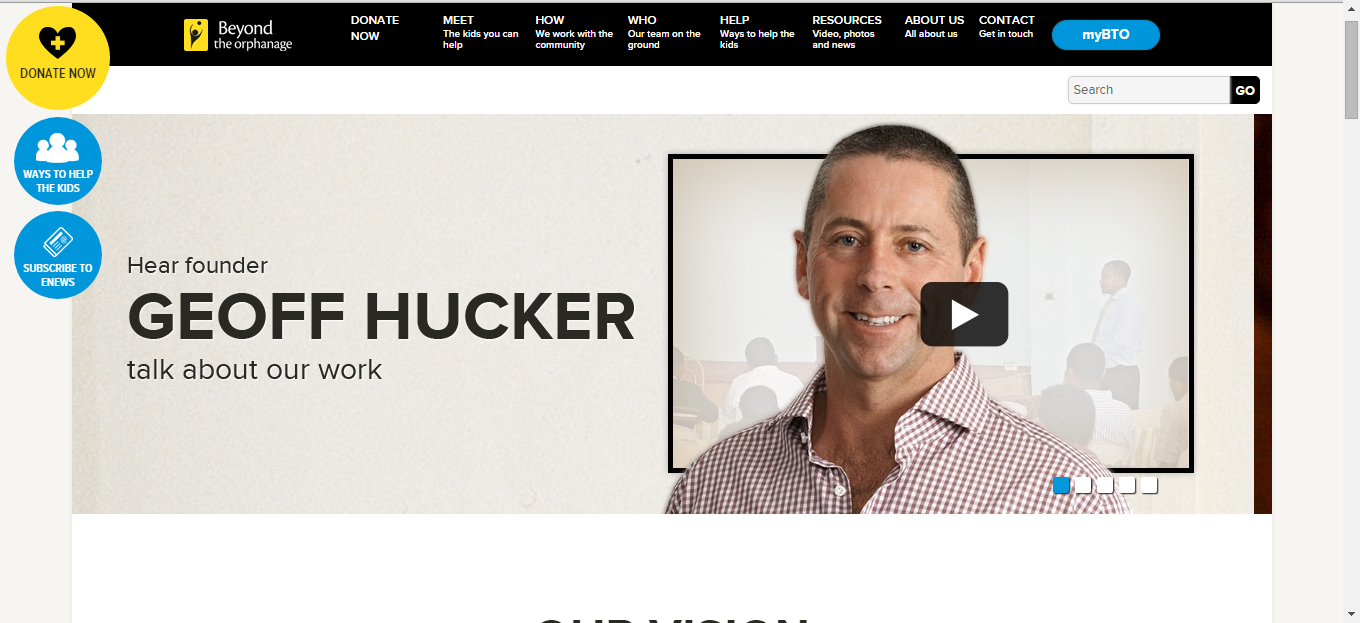 DONATE NOW
WAYS TO HELP
THE KIDS
SUBSCRIBE TO
ENEWS
Beyond
the orphanage
DONATE
NOW
MEET
The kids you can
help
HOW
We work with the
community
WHO
Our team on the
ground
HELP
Ways to help the
kids
RESOURCES
Video, photos
and news
ABOUT US
All about us
CONTACT
Get in touch
myBTO
Search
GO
Hear founder
GEOFF HUCKER
talk about our work
OUR VISION